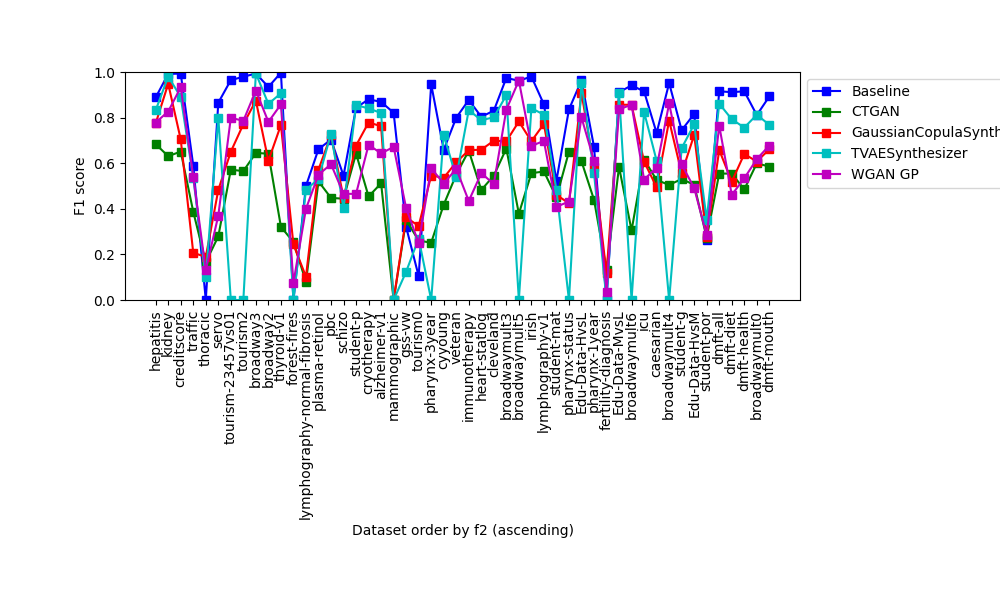 1.0
0.8
0.6
0.4
0.2
0.0
F1 score
Baseline
CTGAN
GaussianCopulaSynth
TVAESynthesizer
WGAN GP
hepatitis
kidney
creditscore
traffic
thoracic
servo
tourism-23457vs01
tourism2
broadway3
broadway2
thyroid-v1
forest-fires
lymphography-normal-fibrosis
plasma-retinol
pbc
schizo
student-p
cryotherapy
alzheimer-v1
mammographic
gss-vw
tourism0
pharynx-3year
cyyoung
veteran
immunotherapy
heart-statlog
cleveland
broadwaymult3
broadwaymult5
irish
lymphography-v1
student-mat
pharynx-status
Edu-Data-HvsL
pharynx-1year
fertility-diagnosis
Edu-Data-MvsL
broadwaymult6
icu
caesarian
broadwaymult4
student-g
Edu-Data-HvsM
student-por
dmft-all
dmft-diet
dmft-health
broadwaymult0
dmft-mouth
Dataset order by f2 (ascending)